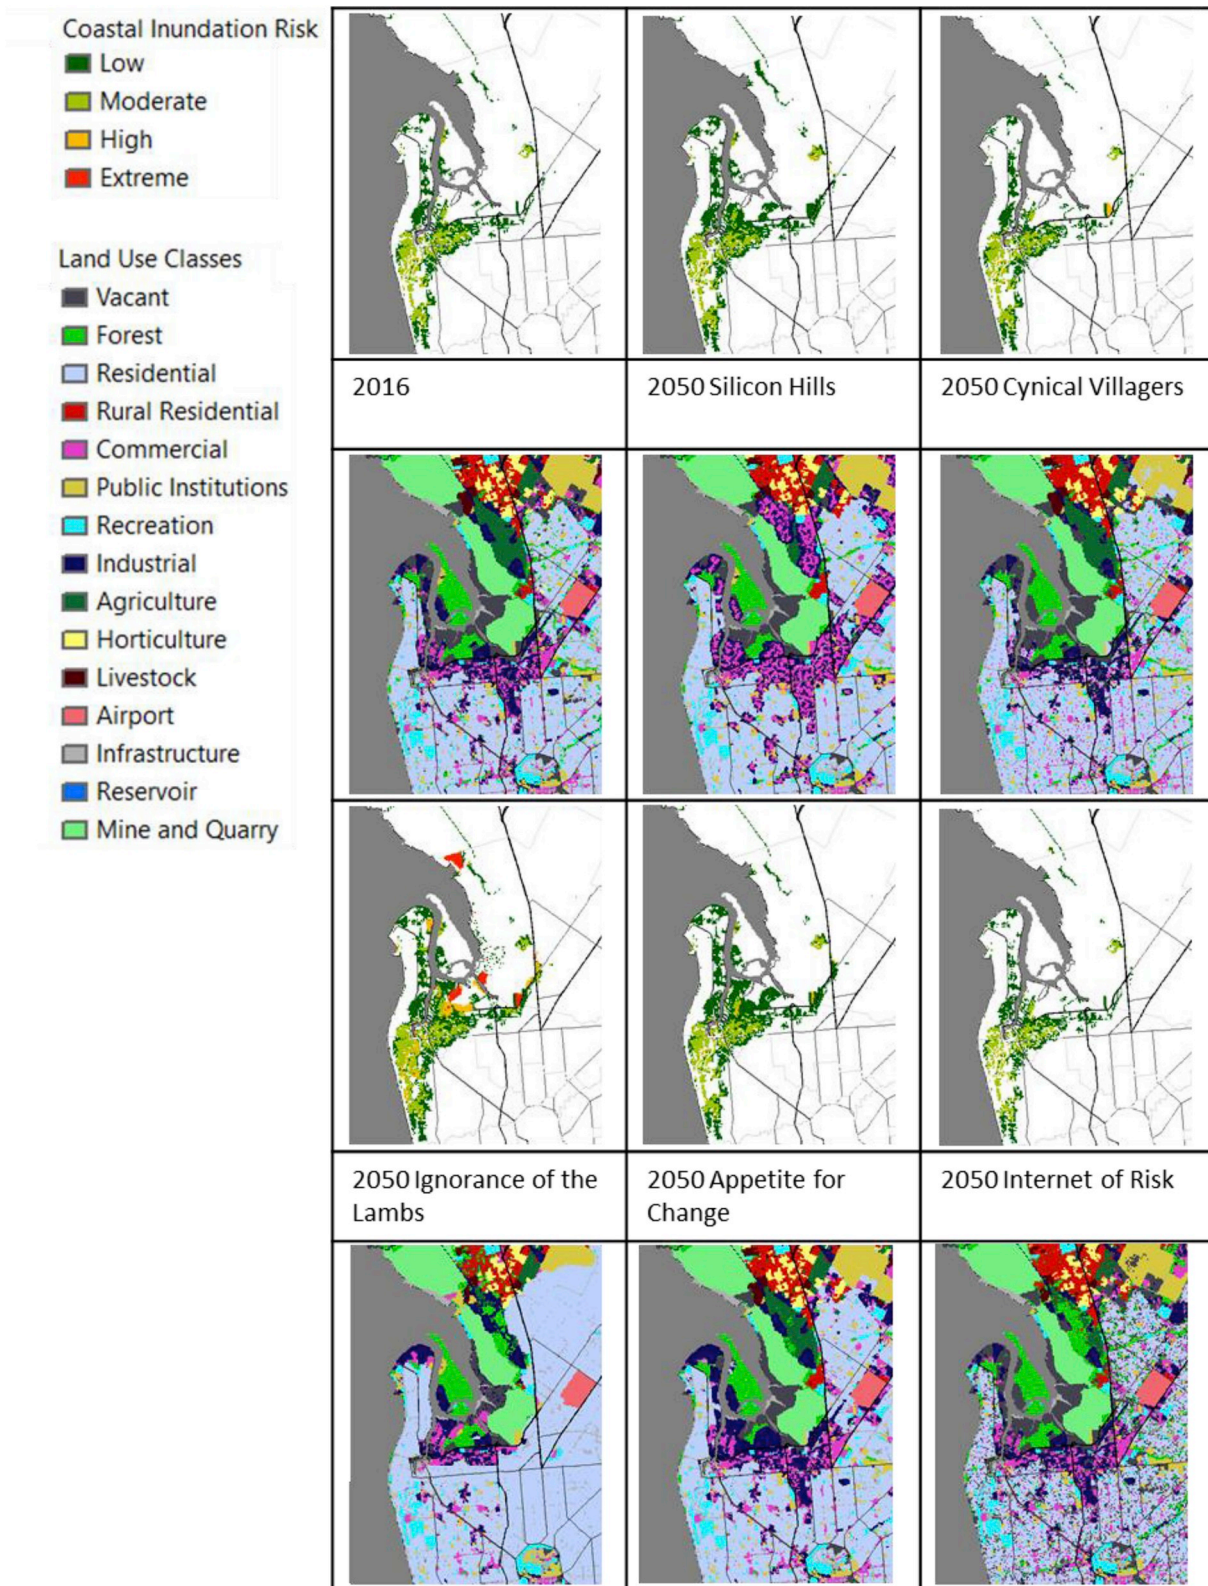 Coastal Inundation Risk
Low
Moderate
High
Extreme
Land Use Classes
Vacant
Forest
Residential
Rural Residential
Commercial
Public Institutions
Recreation
Industrial
Agriculture
Horticulture
Livestock
Airport
Infrastructure
Reservoir
Mine and Quarry
2016
2050 Silicon Hills
2050 Cynical Villagers
2050 Ignorance of the
Lambs
2050 Appetite for
Change
2050 Internet of Risk